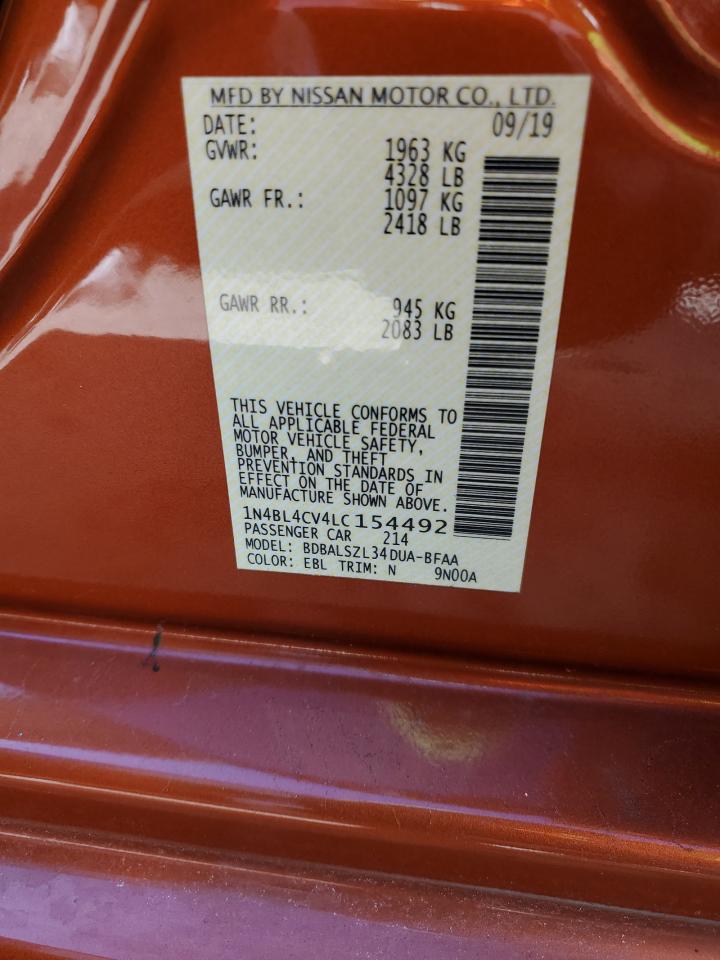 MFD BY NISSAN MOTOR CO., LTD.
DATE: 09/19
GVWR: 1963 KG
4328 LB
GAWR FR.: 1097 KG
2418 LB
GAWR RR.: 945 KG
2083 LB
THIS VEHICLE CONFORMS TO
ALL APPLICABLE FEDERAL
MOTOR VEHICLE SAFETY,
BUMPER, AND THEFT
PREVENTION STANDARDS IN
EFFECT ON THE DATE OF
MANUFACTURE SHOWN ABOVE.
1N4BL4CV4LC154492
PASSENGER CAR 214
MODEL: BDBALSZL34DUA-BFAA
COLOR: EBL TRIM: N 9N00A